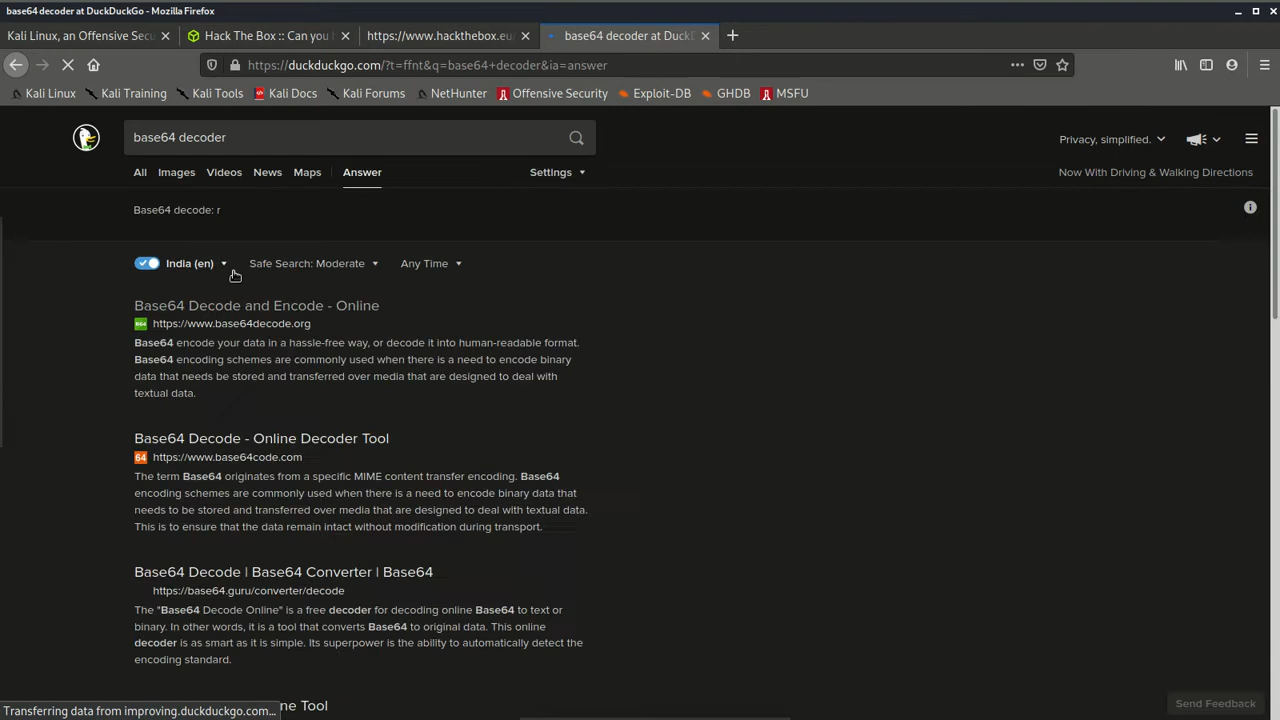 base64 decoder at DuckDuckGo - Mozilla Firefox
Kali Linux, an Offensive Secu
Hack The Box :: Can you h
https://www.hackthebox.eu/
base64 decoder at DuckD
https://duckduckgo.com/?t=ffnt&q=base64+decoder&ia=answer
Kali Linux
Kali Training
Kali Tools
Kali Docs
Kali Forums
NetHunter
Offensive Security
Exploit-DB
GHDB
MSFU
base64 decoder
Privacy, simplified.
All
Images
Videos
News
Maps
Answer
Settings
Now With Driving & Walking Directions
Base64 decode: r
India (en)
Safe Search: Moderate
Any Time
Base64 Decode and Encode - Online
B64
https://www.base64decode.org
Base64 encode your data in a hassle-free way, or decode it into human-readable format.
Base64 encoding schemes are commonly used when there is a need to encode binary
data that needs be stored and transferred over media that are designed to deal with
textual data.
Base64 Decode - Online Decoder Tool
64
https://www.base64code.com
The term Base64 originates from a specific MIME content transfer encoding. Base64
encoding schemes are commonly used when there is a need to encode binary data that
needs to be stored and transferred over media that are designed to deal with textual data.
This is to ensure that the data remain intact without modification during transport.
Base64 Decode | Base64 Converter | Base64
https://base64.guru/converter/decode
The "Base64 Decode Online" is a free decoder for decoding online Base64 to text or
binary. In other words, it is a tool that converts Base64 to original data. This online
decoder is as smart as it is simple. Its superpower is the ability to automatically detect the
encoding standard.
ne Tool
Send Feedback
Transferring data from improving.duckduckgo.com...